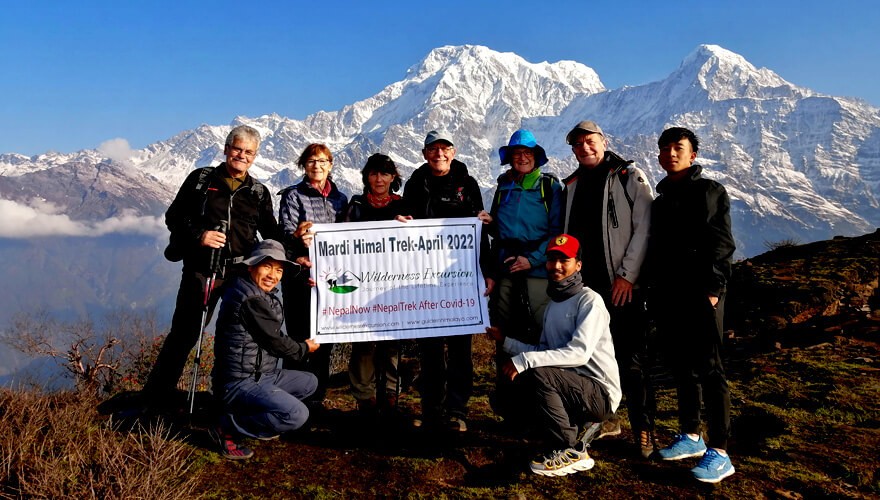 Mardi Himal Trek-April 2022
Wilderness Excursion
# NepalNow #NepalTrek After Covid-19